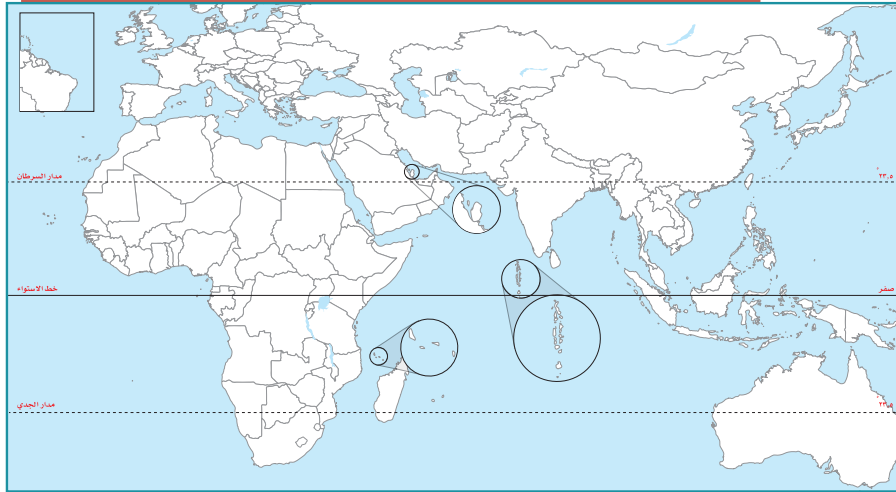 مدار السرطان ٢٣٫٥
خط الاستواء صفر
مدار الجدي ٢٣٫٥